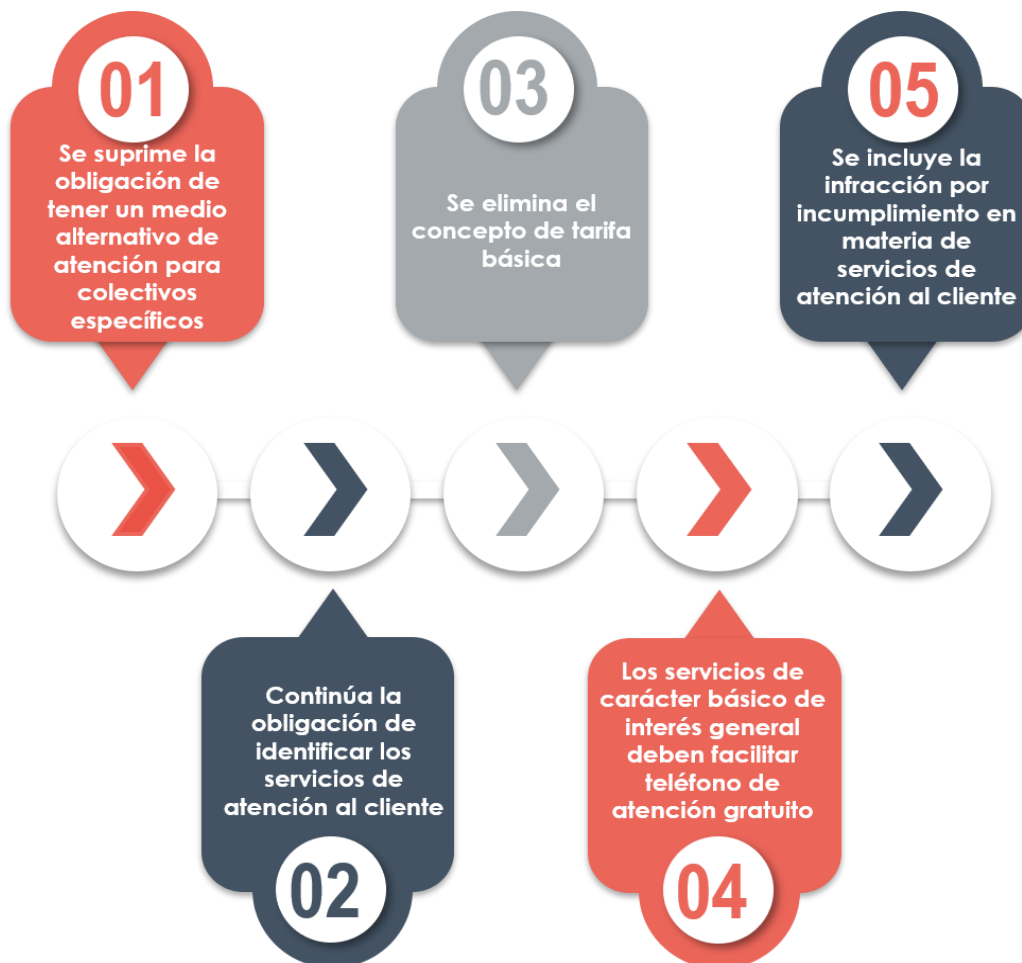 01
Se suprime la
obligación de
tener un medio
alternativo de
atención para
colectivos
específicos
02
Continúa la
obligación de
identificar los
servicios de
atención al cliente
03
Se elimina el
concepto de tarifa
básica
04
Los servicios de
carácter básico de
interés general
deben facilitar
teléfono de
atención gratuito
05
Se incluye la
infracción por
incumplimiento en
materia de
servicios de
atención al cliente